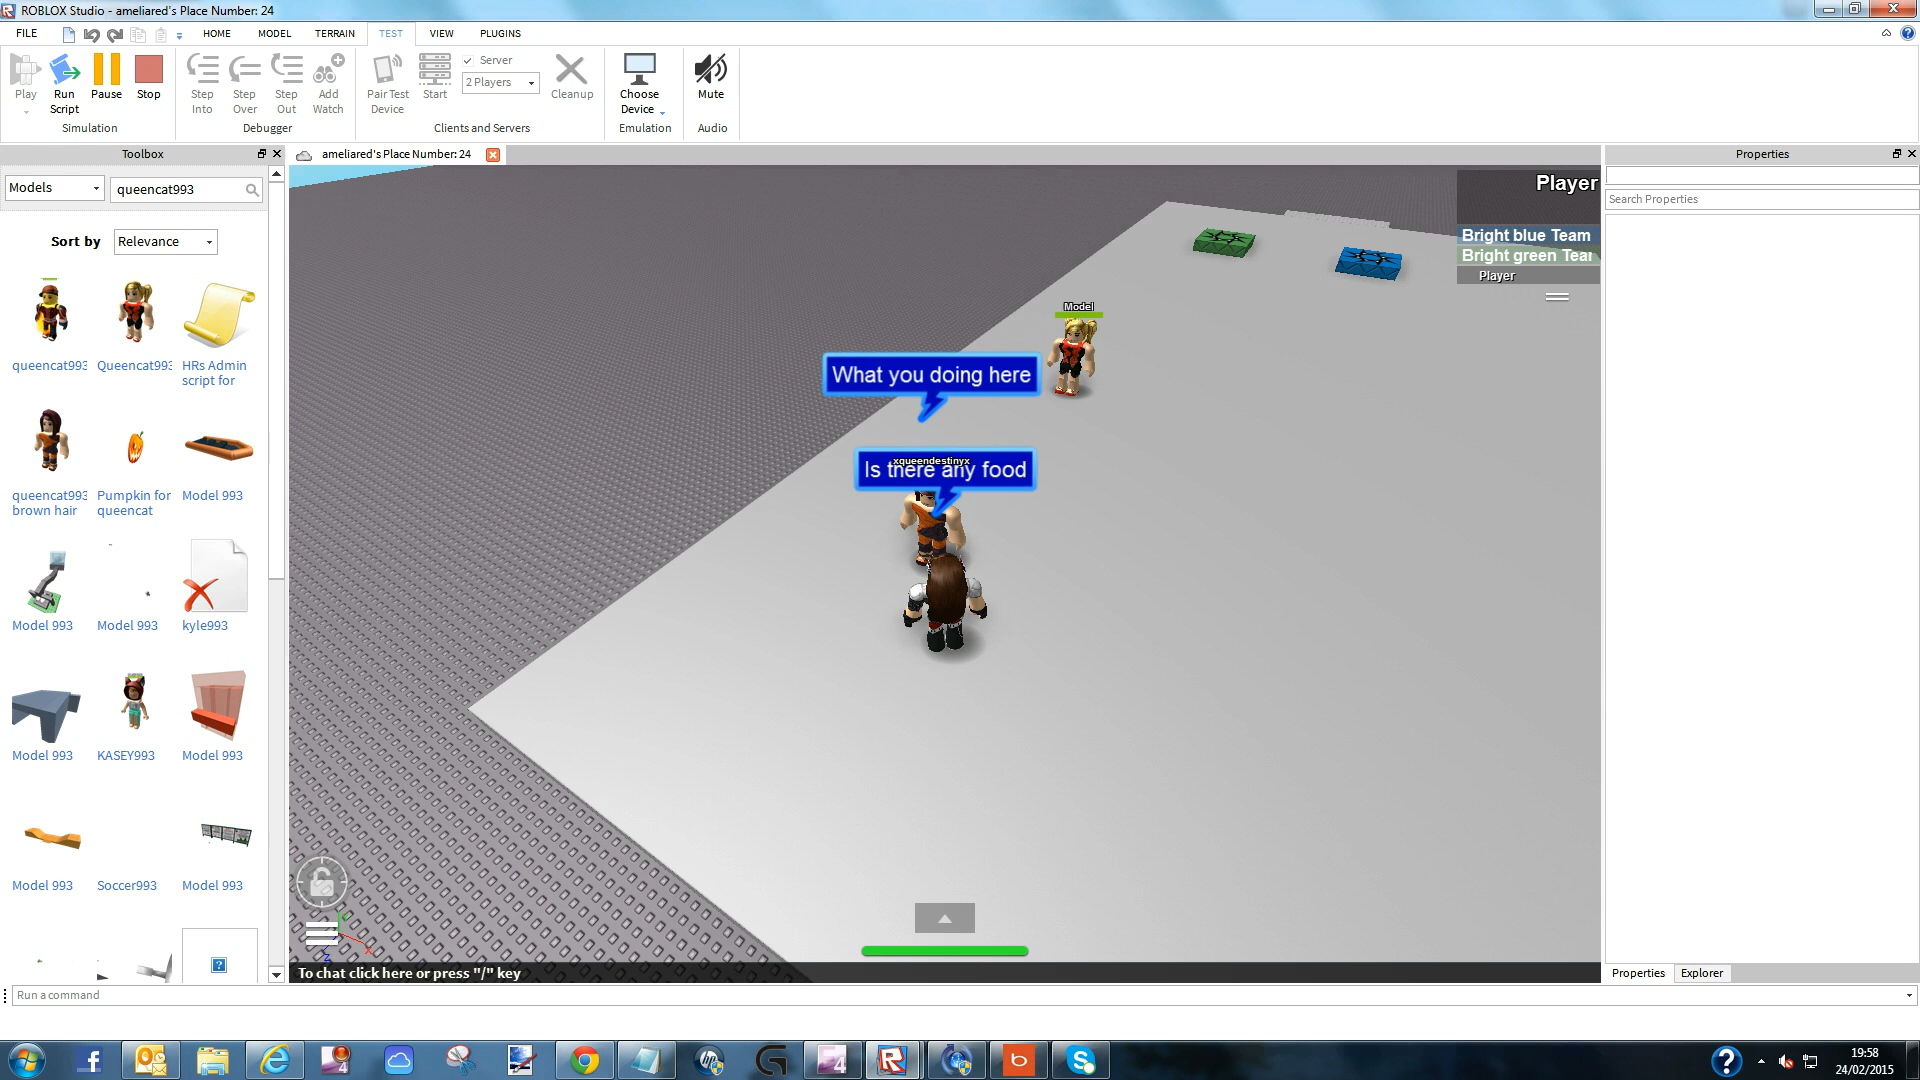 ROBLOX Studio - ameliared's Place Number: 24
FILE
HOME
MODEL
TERRAIN
TEST
VIEW
PLUGINS
Play
Run Script
Pause
Stop
Simulation
Step Into
Step Over
Step Out
Add Watch
Debugger
Pair Test Device
Start
Server
2 Players
Cleanup
Clients and Servers
Choose Device
Emulation
Mute
Audio
Toolbox
Models
queencat993
Sort by
Relevance
queencat993
Queencat993
HRs Admin script for
queencat993 brown hair
Pumpkin for queencat
Model 993
Model 993
Model 993
kyle993
Model 993
KASEY993
Model 993
Model 993
Soccer993
Model 993
ameliared's Place Number: 24
Player
Bright blue Team
Bright green Tear
Player
Model
What you doing here
xqueendestinyx
Is there any food
To chat click here or press "/" key
Properties
Search Properties
Properties
Explorer
Run a command
19:58
24/02/2015